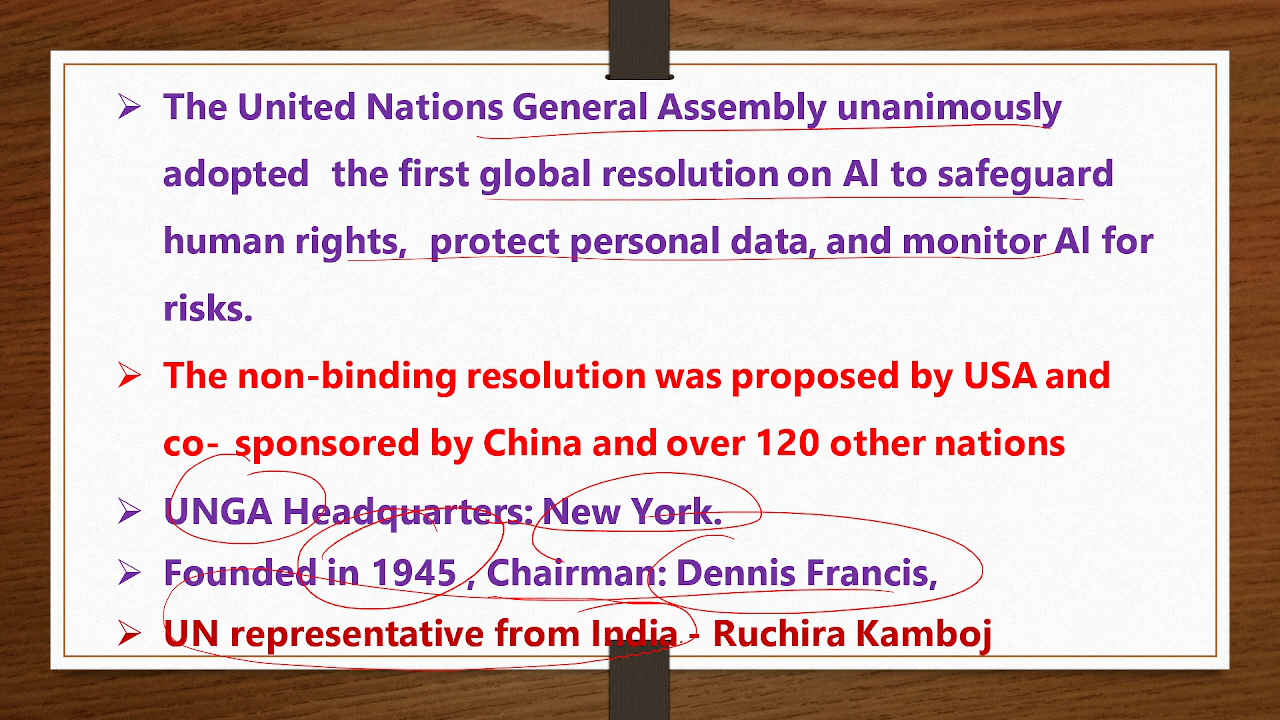 The United Nations General Assembly unanimously
adopted the first global resolution on Al to safeguard
human rights, protect personal data, and monitor Al for
risks.
The non-binding resolution was proposed by USA and
co- sponsored by China and over 120 other nations
UNGA Headquarters: New York.
Founded in 1945 , Chairman: Dennis Francis,
UN representative from India - Ruchira Kamboj